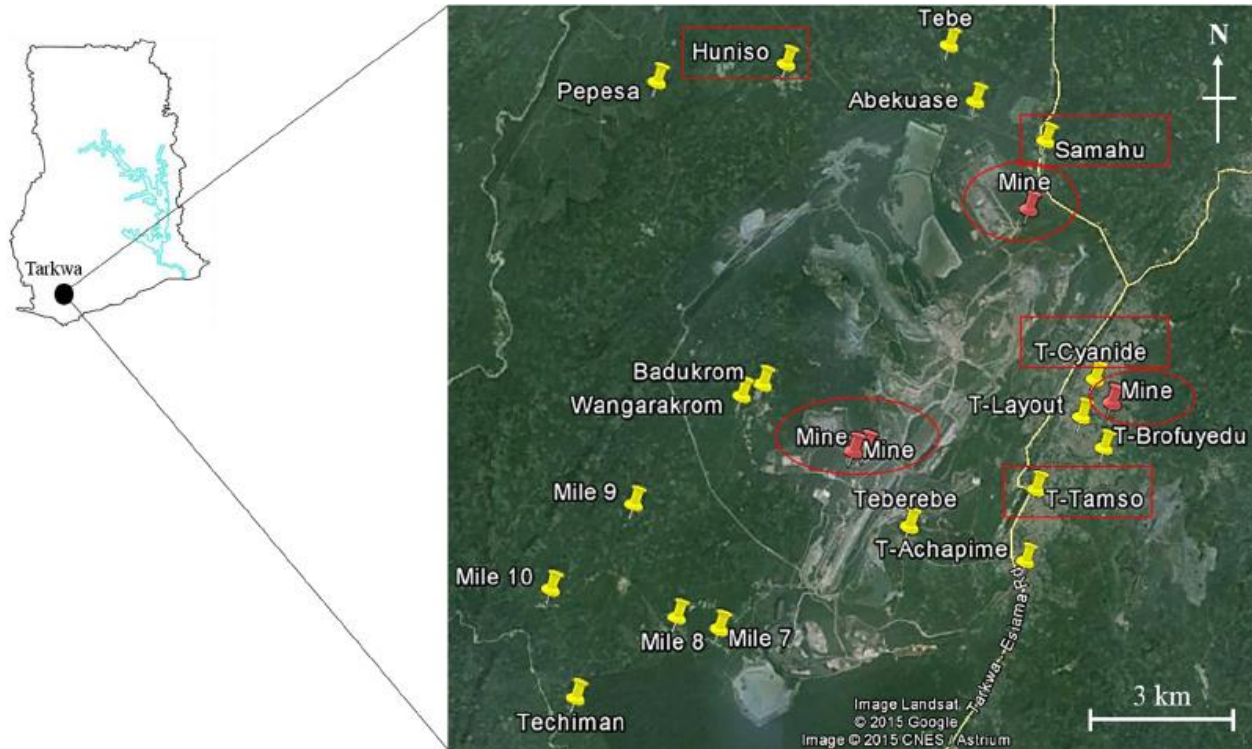 Tarkwa
Tebe
N
Huniso
Pepesa
Abekuase
Samahu
Mine
T-Cyanide
Badukrom
Mine
Wangarakrom
T-Layout
T-Brofuyedu
Mine
Mine
Mile 9
T-Tamso
Teberebe
T-Achapime
Mile 10
Mile 8
Mile 7
Tarkwa - Esiama Rd
Techiman
3 km
Image Landsat
© 2015 Google
Image © 2015 CNES / Astrium